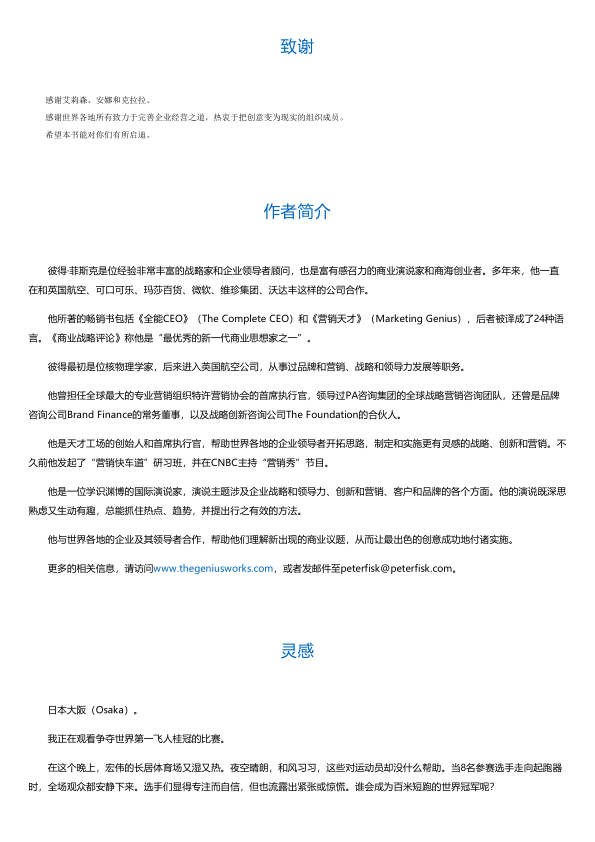 致谢
感谢艾莉森、安娜和克拉拉。
感谢世界各地所有致力于完善企业经营之道，热衷于把创意变为现实的组织成员。
希望本书能对你们有所启迪。
作者简介
彼得·菲斯克是位经验非常丰富的战略家和企业领导者顾问，也是富有感召力的商业演说家和商海创业者。多年来，他一直
在和英国航空、可口可乐、玛莎百货、微软、维珍集团、沃达丰这样的公司合作。
他所著的畅销书包括《全能CEO》（The Complete CEO）和《营销天才》（Marketing Genius），后者被译成了24种语
言。《商业战略评论》称他是“最优秀的新一代商业思想家之一”。
彼得最初是位核物理学家，后来进入英国航空公司，从事过品牌和营销、战略和领导力发展等职务。
他曾担任全球最大的专业营销组织特许营销协会的首席执行官，领导过PA咨询集团的全球战略营销咨询团队，还曾是品牌
咨询公司Brand Finance的常务董事，以及战略创新咨询公司The Foundation的合伙人。
他是天才工场的创始人和首席执行官，帮助世界各地的企业领导者开拓思路，制定和实施更有灵感的战略、创新和营销。不
久前他发起了“营销快车道”研习班，并在CNBC主持“营销秀”节目。
他是一位学识渊博的国际演说家，演说主题涉及企业战略和领导力、创新和营销、客户和品牌的各个方面。他的演说既深思
熟虑又生动有趣，总能抓住热点、趋势，并提出行之有效的方法。
他与世界各地的企业及其领导者合作，帮助他们理解新出现的商业议题，从而让最出色的创意成功地付诸实施。
更多的相关信息，请访问www.thegeniusworks.com，或者发邮件至peterfisk@peterfisk.com。
灵感
日本大阪（Osaka）。
我正在观看争夺世界第一飞人桂冠的比赛。
在这个晚上，宏伟的长居体育场又湿又热。夜空晴朗，和风习习，这些对运动员却没什么帮助。当8名参赛选手走向起跑器
时，全场观众都安静下来。选手们显得专注而自信，但也流露出紧张或惊慌。谁会成为百米短跑的世界冠军呢？